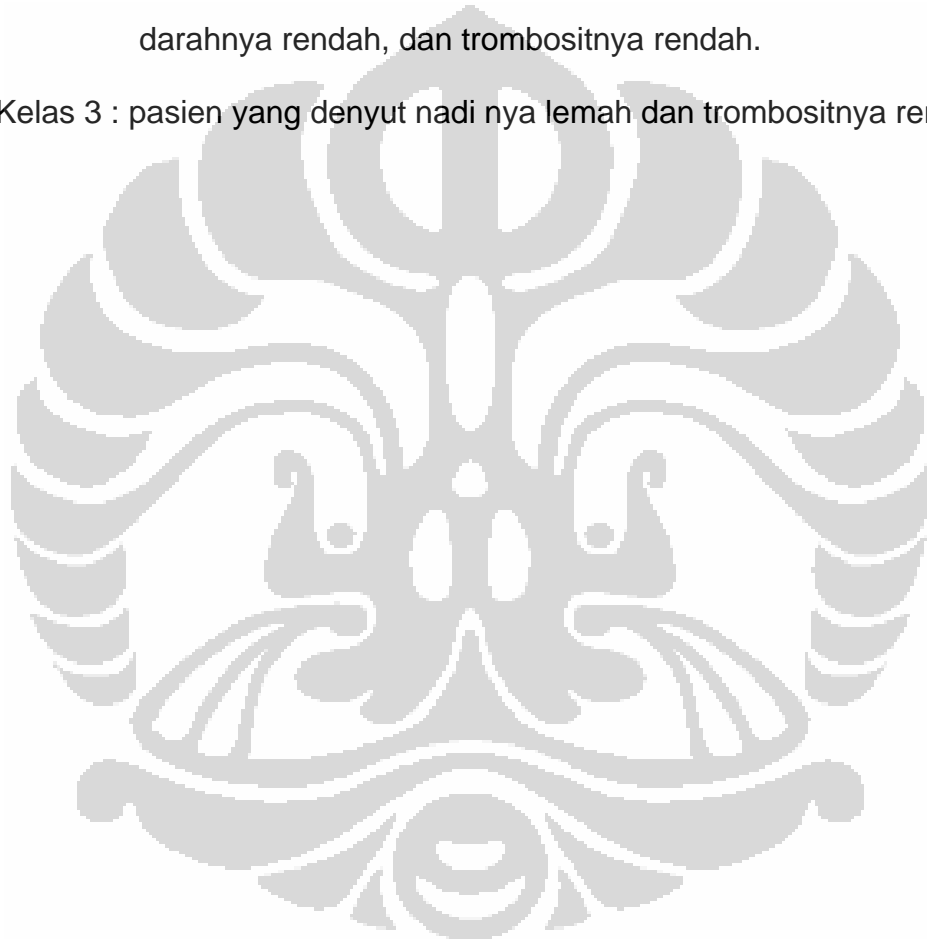 darahnya rendah, dan trombositnya rendah.
Kelas 3 : pasien yang denyut nadi nya lemah dan trombositnya